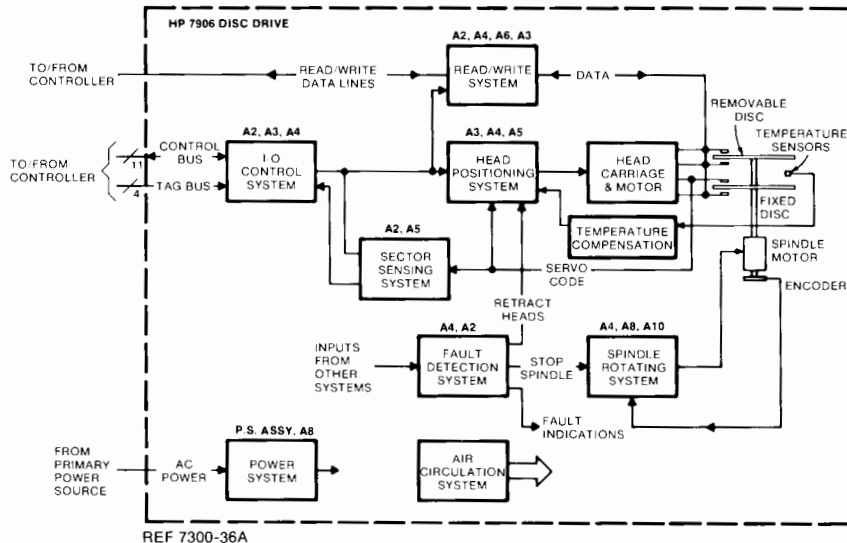 HP 7906 DISC DRIVE
A2, A4, A6, A3
TO/FROM
CONTROLLER
READ/WRITE
DATA LINES
READ/WRITE
SYSTEM
DATA
REMOVABLE
DISC
TEMPERATURE
SENSORS
A2, A3, A4
A3, A4, A5
TO/FROM
CONTROLLER
11
CONTROL
BUS
4
TAG BUS
I/O
CONTROL
SYSTEM
HEAD
POSITIONING
SYSTEM
HEAD
CARRIAGE
& MOTOR
FIXED
DISC
TEMPERATURE
COMPENSATION
A2, A5
SECTOR
SENSING
SYSTEM
SERVO
CODE
SPINDLE
MOTOR
ENCODER
RETRACT
HEADS
A4, A2
A4, A8, A10
INPUTS
FROM
OTHER
SYSTEMS
FAULT
DETECTION
SYSTEM
STOP
SPINDLE
SPINDLE
ROTATING
SYSTEM
FAULT
INDICATIONS
P.S. ASSY, A8
FROM
PRIMARY
POWER
SOURCE
AC
POWER
POWER
SYSTEM
AIR
CIRCULATION
SYSTEM
REF 7300-36A